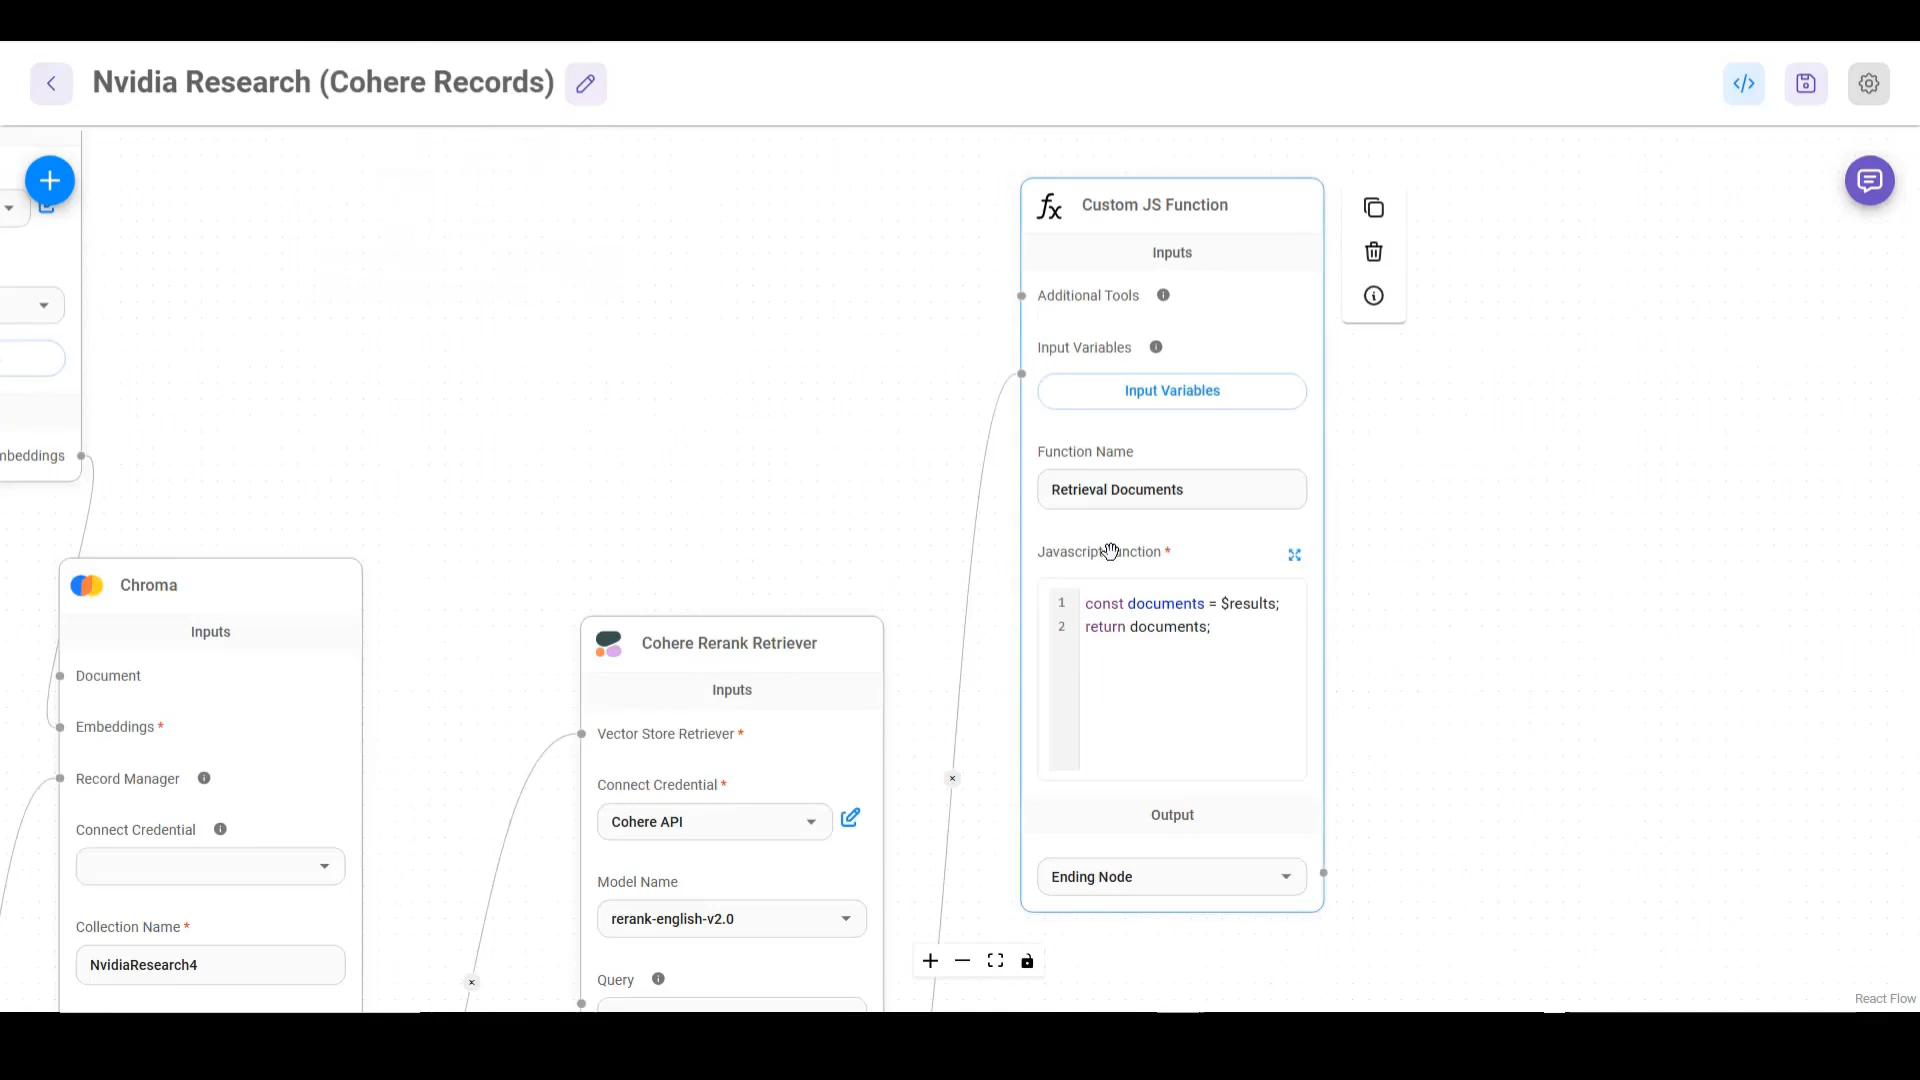 Nvidia Research (Cohere Records)
Custom JS Function
Inputs
Additional Tools
Input Variables
Input Variables
Function Name
Retrieval Documents
Javascript Function *
1 const documents = $results;
2 return documents;
Output
Ending Node
mbeddings
Chroma
Inputs
Document
Embeddings *
Record Manager
Connect Credential
Collection Name *
NvidiaResearch4
Cohere Rerank Retriever
Inputs
Vector Store Retriever *
Connect Credential *
Cohere API
Model Name
rerank-english-v2.0
Query
React Flow